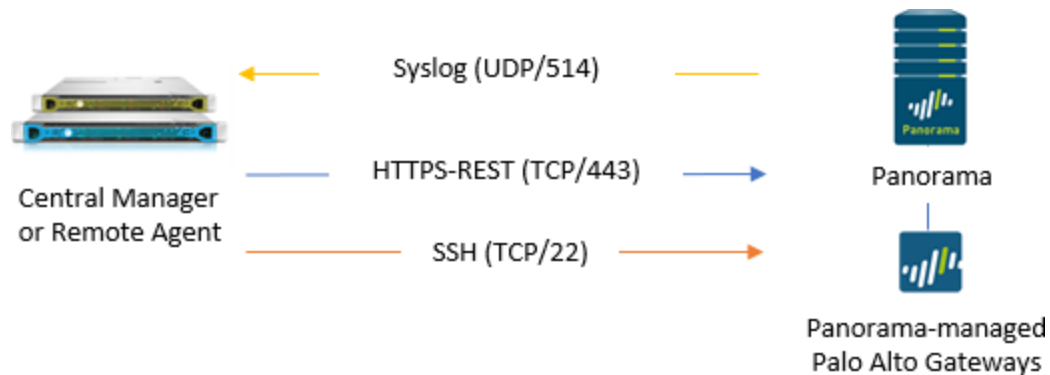 Syslog (UDP/514)
Panorama
HTTPS-REST (TCP/443)
Panorama
Central Manager
or Remote Agent
SSH (TCP/22)
Panorama-managed
Palo Alto Gateways